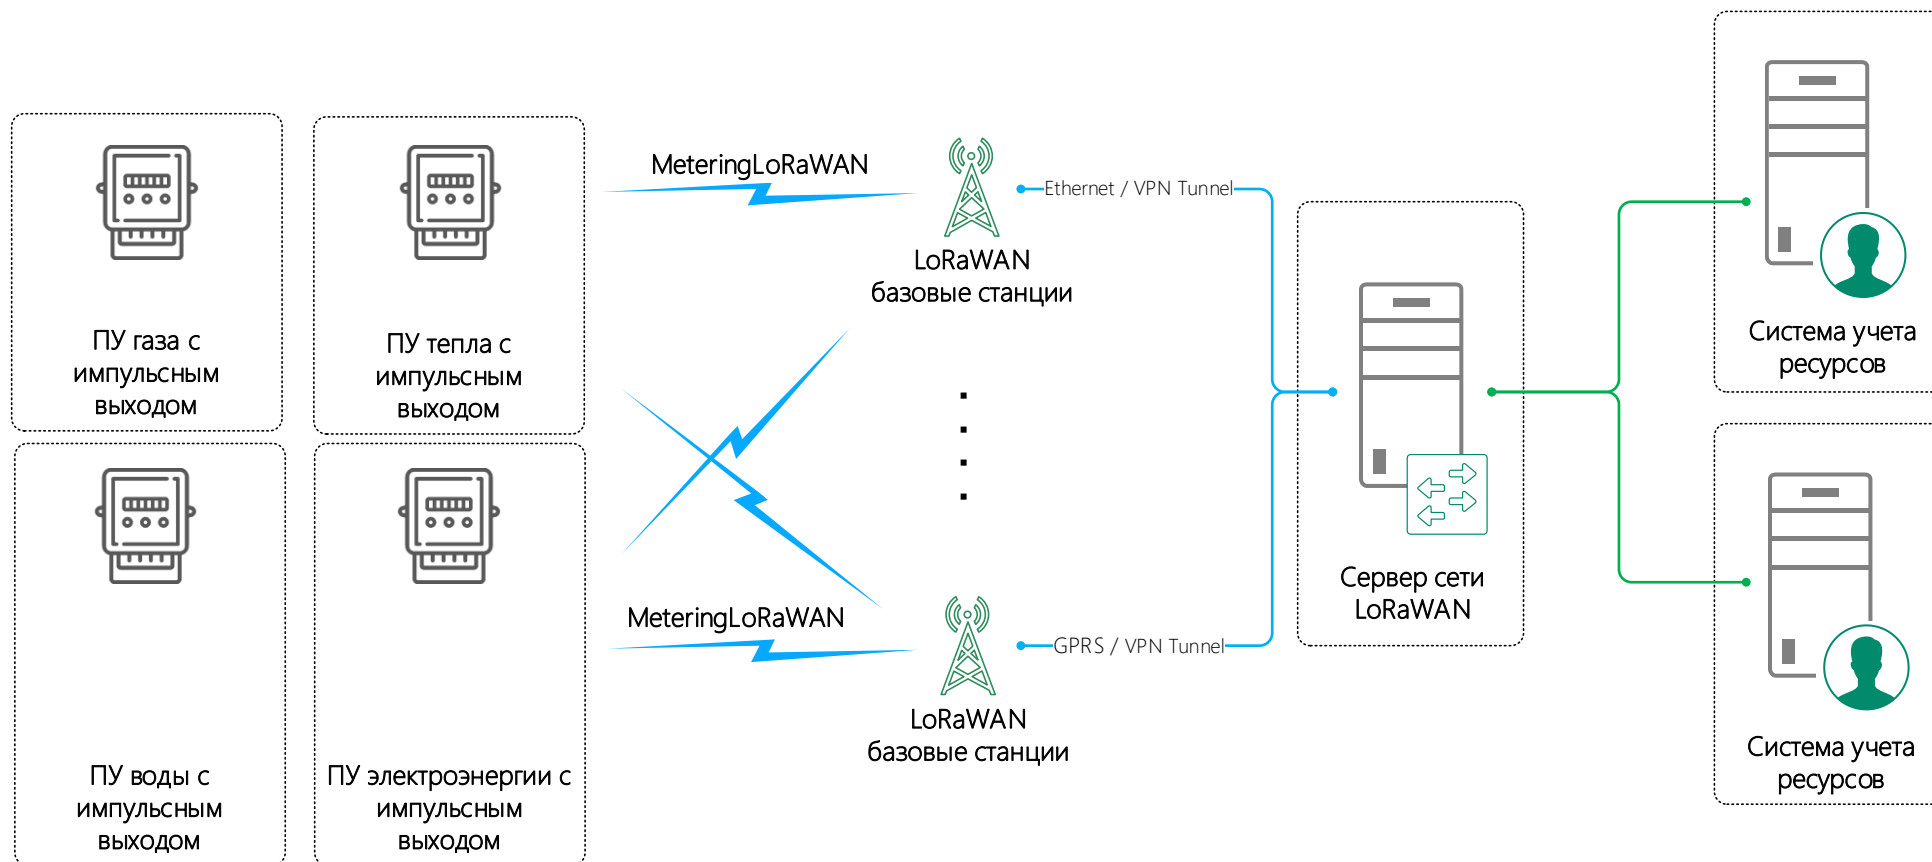 ПУ газа с
импульсным
выходом
ПУ тепла с
импульсным
выходом
ПУ воды с
импульсным
выходом
ПУ электроэнергии с
импульсным
выходом
MeteringLoRaWAN
MeteringLoRaWAN
LoRaWAN
базовые станции
LoRaWAN
базовые станции
Ethernet / VPN Tunnel
GPRS / VPN Tunnel
Сервер сети
LoRaWAN
Система учета
ресурсов
Система учета
ресурсов